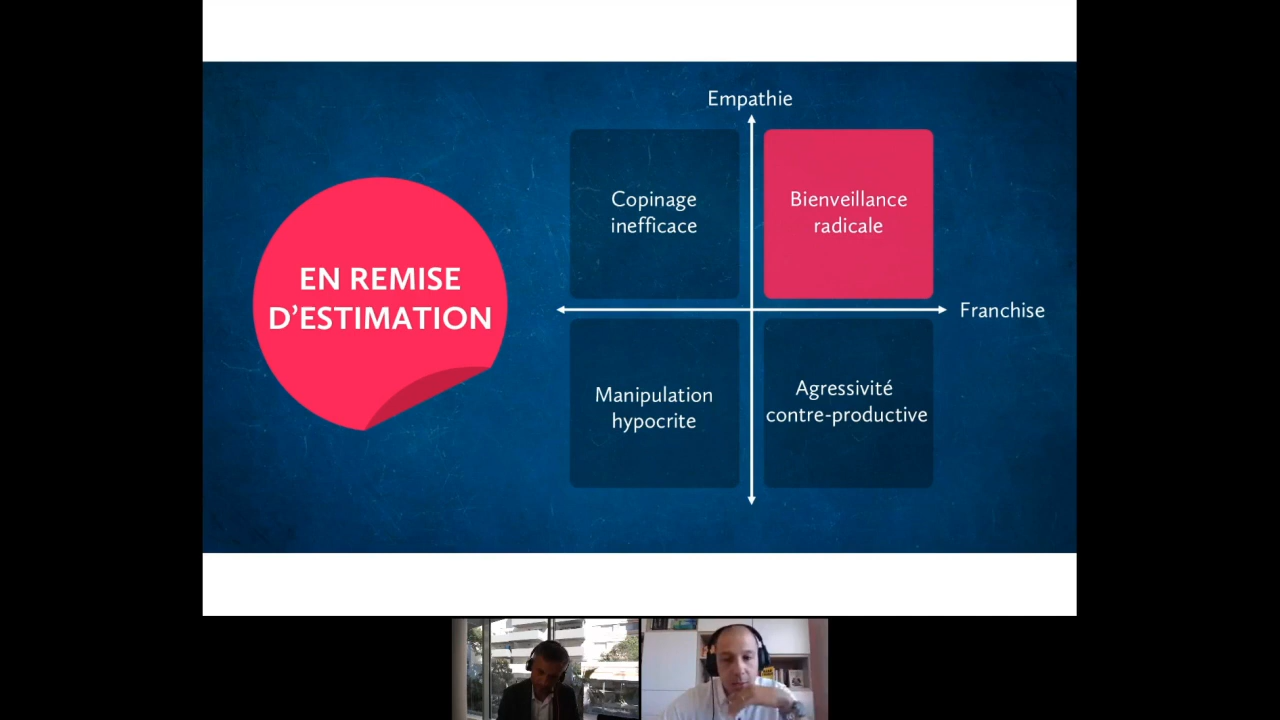 EN REMISE
D’ESTIMATION
Empathie
Copinage
inefficace
Bienveillance
radicale
Franchise
Manipulation
hypocrite
Agressivité
contre-productive